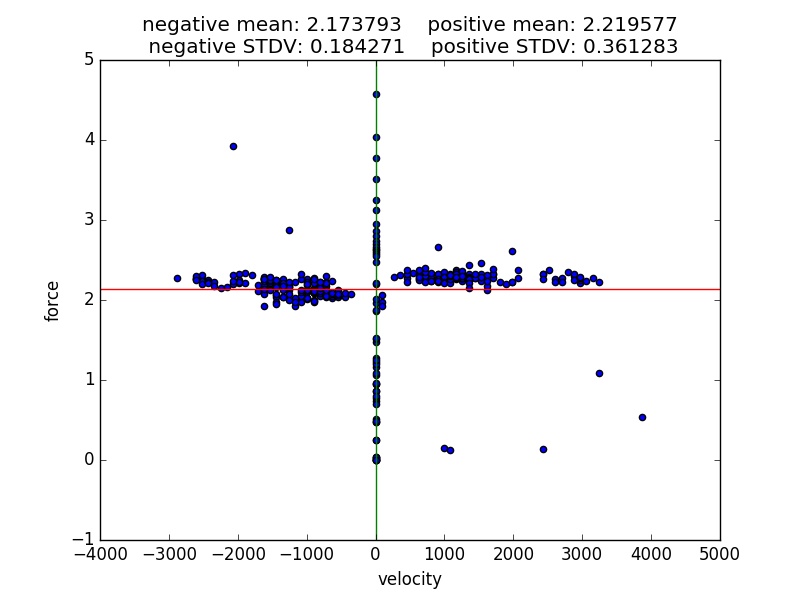 negative mean: 2.173793 positive mean: 2.219577
negative STDV: 0.184271 positive STDV: 0.361283
5
4
3
2
1
0
−1
force
−4000 −3000 −2000 −1000 0 1000 2000 3000 4000 5000
velocity